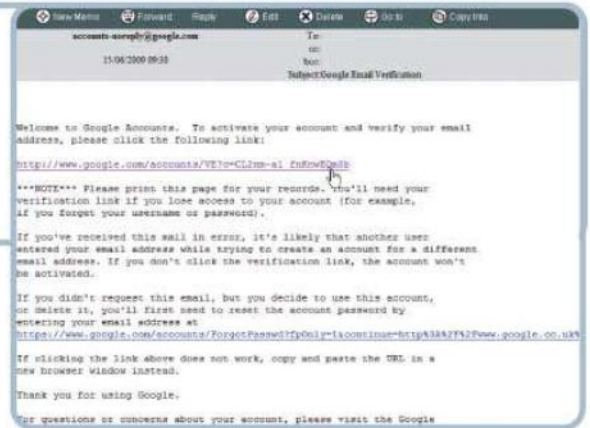 New Memo Forward Reply Edit Delete Go to Copy Into
accounts-noreply@google.com To:
cc:
15/06/2009 09:38 bcc:
Subject: Google Email Verification
Welcome to Google Accounts. To activate your account and verify your email
address, please click the following link:
http://www.google.com/accounts/VE?c=
***NOTE*** Please print this page for your records. You'll need your
verification link if you lose access to your account (for example,
if you forget your username or password).
If you've received this mail in error, it's likely that another user
entered your email address while trying to create an account for a different
email address. If you don't click the verification link, the account won't
be activated.
If you didn't request this email, but you decide to use this account,
or delete it, you'll first need to reset the account password by
entering your email address at
https://www.google.com/accounts/ForgotPasswd?fpOnly=1&continue=http%3A%2F%2Fwww.google.co.uk%
If clicking the link above does not work, copy and paste the URL in a
new browser window instead.
Thank you for using Google.
For questions or concerns about your account, please visit the Google